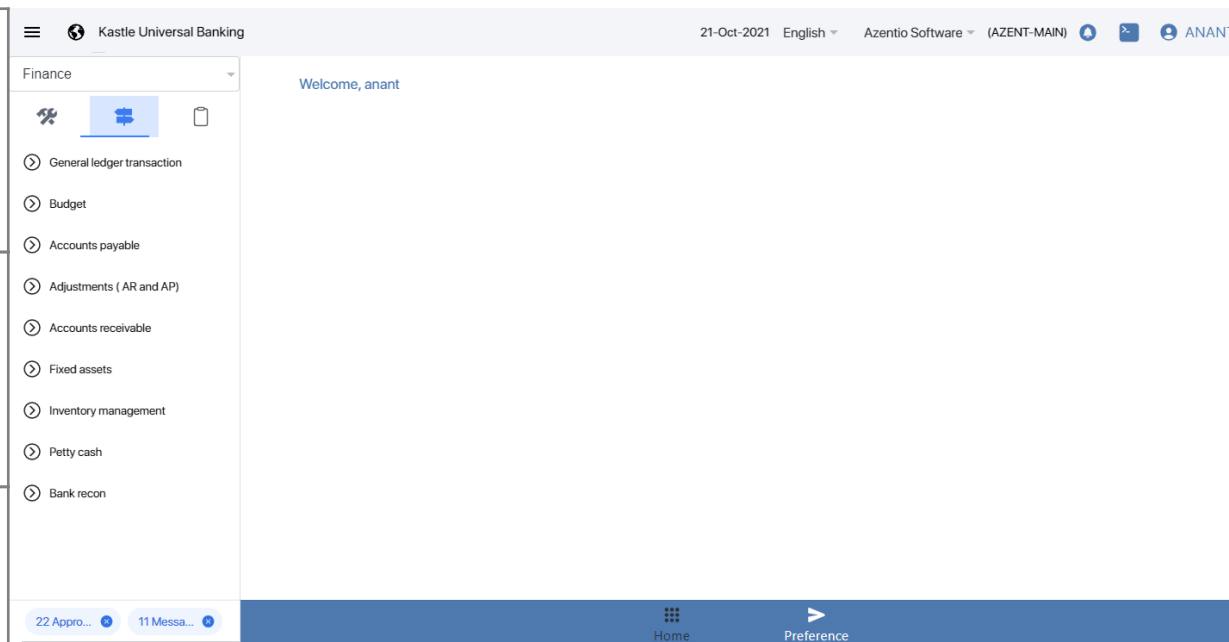 Kastle Universal Banking 21-Oct-2021 English Azentio Software (AZENT-MAIN) ANANT
Finance
Welcome, anant
General ledger transaction
Budget
Accounts payable
Adjustments ( AR and AP)
Accounts receivable
Fixed assets
Inventory management
Petty cash
Bank recon
22 Appro... 11 Messa...
Home Preference